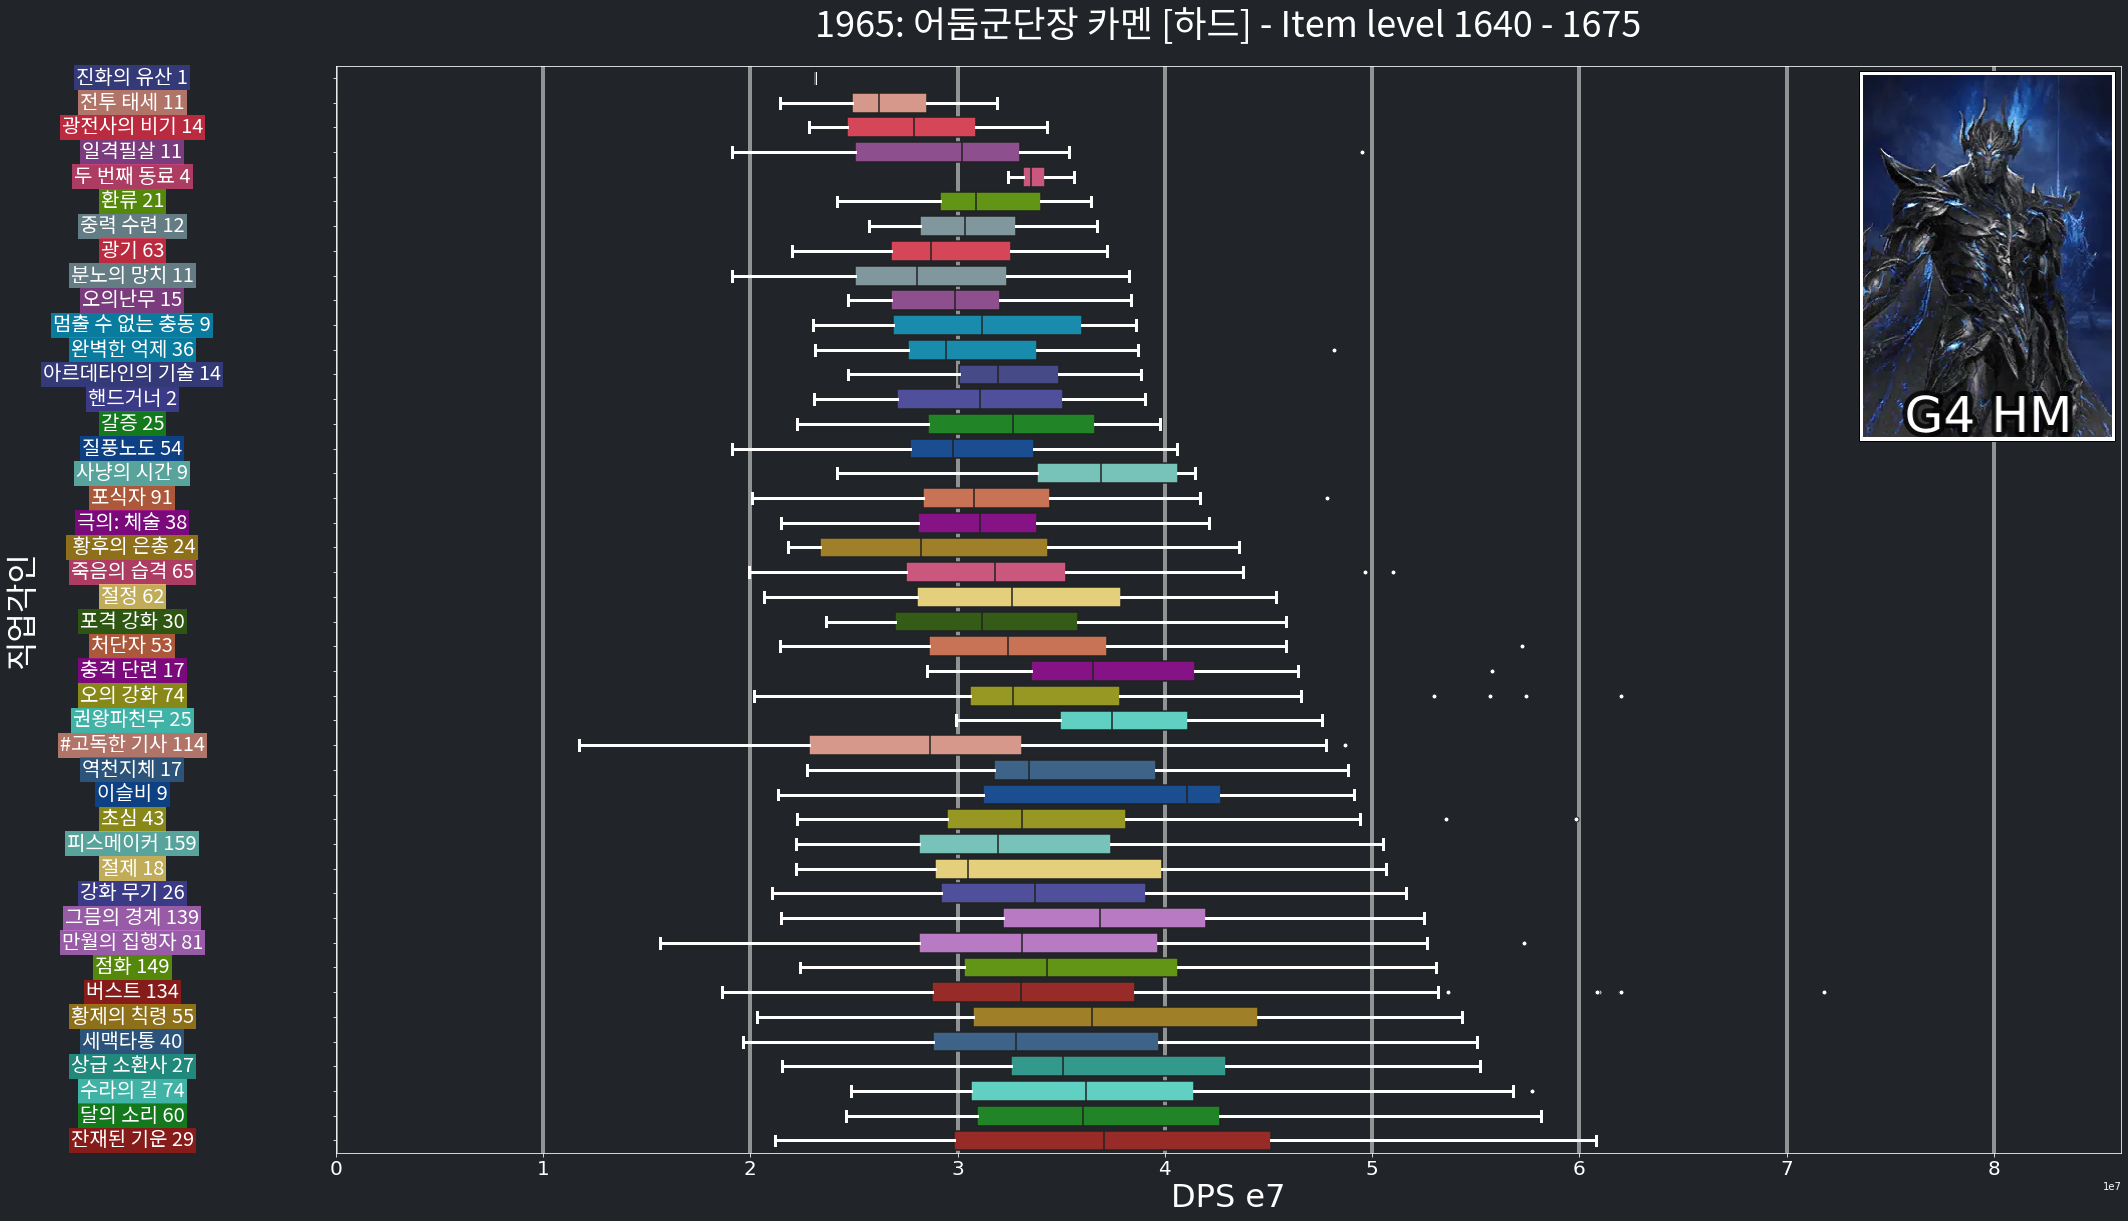 1965: 어둠군단장 카멘 [하드] - Item level 1640 - 1675
진화의 유산 1
전투 태세 11
광전사의 비기 14
일격필살 11
두 번째 동료 4
환류 21
중력 수련 12
광기 63
분노의 망치 11
오의난무 15
멈출 수 없는 충동 9
완벽한 억제 36
아르데타인의 기술 14
핸드거너 2
갈증 25
질풍노도 54
사냥의 시간 9
포식자 91
극의: 체술 38
황후의 은총 24
죽음의 습격 65
절정 62
포격 강화 30
처단자 53
충격 단련 17
오의 강화 74
권왕파천무 25
#고독한 기사 114
역천지체 17
이슬비 9
초심 43
피스메이커 159
절제 18
강화 무기 26
그믐의 경계 139
만월의 집행자 81
점화 149
버스트 134
황제의 칙령 55
세맥타통 40
상급 소환사 27
수라의 길 74
달의 소리 60
잔재된 기운 29
직업각인
G4 HM
0 1 2 3 4 5 6 7 8
1e7
DPS e7